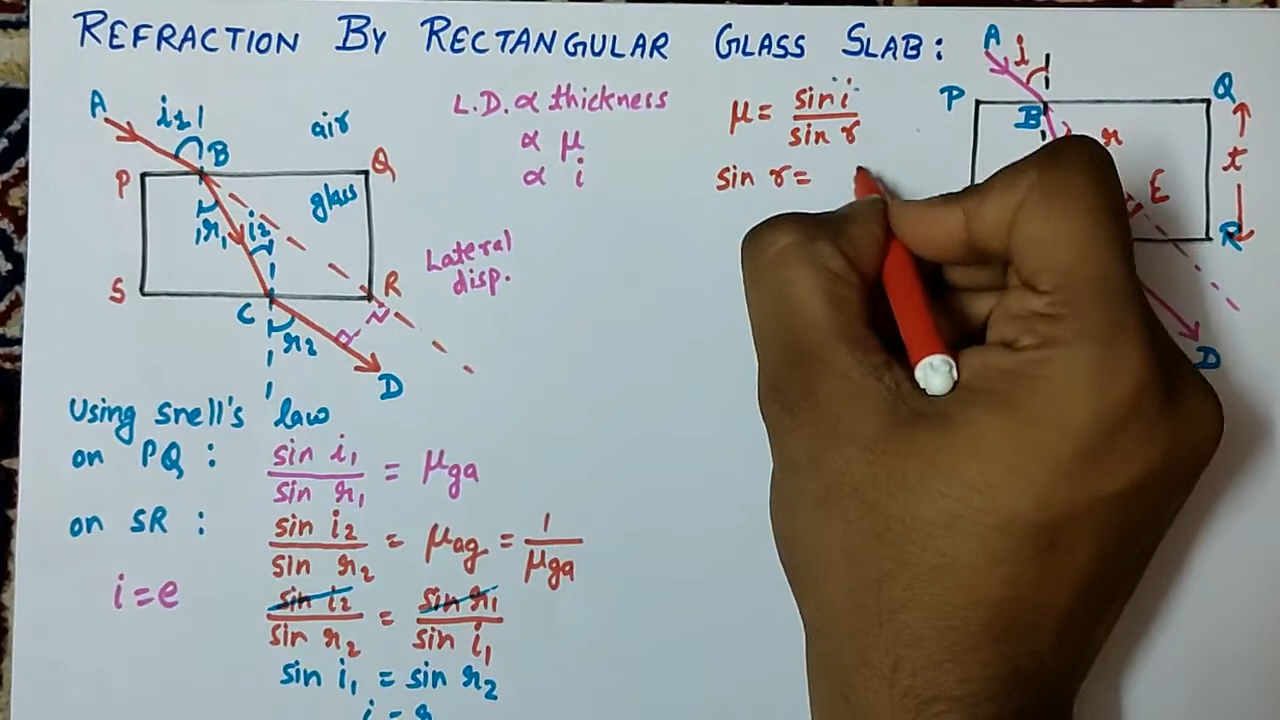 REFRACTION BY RECTANGULAR GLASS SLAB:
A
i₂
B
air
P
Q
glass
r₁
i₂
S
R
C
r₂
D
Lateral
disp.
L.D. α thickness
α μ
α i
μ = sin i / sin r
sin r =
A
i
P
Q
B
r
t
E
R
D
Using snell's law
on PQ : sin i₁ / sin r₁ = μga
on SR : sin i₂ / sin r₂ = μag = 1 / μga
i = e
sin i₂ / sin r₂ = sin r₁ / sin i₁
sin i₁ = sin r₂